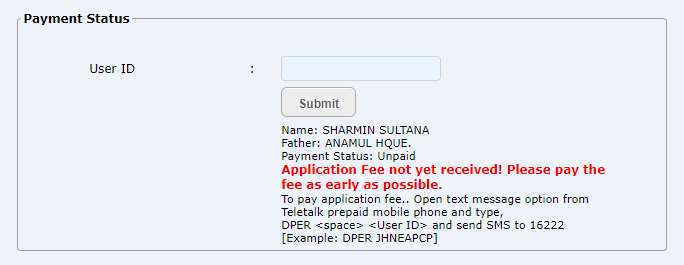 Payment Status
User ID :
Submit
Name: SHARMIN SULTANA
Father: ANAMUL HQUE.
Payment Status: Unpaid
Application Fee not yet received! Please pay the
fee as early as possible.
To pay application fee.. Open text message option from
Teletalk prepaid mobile phone and type,
DPER <space> <User ID> and send SMS to 16222
[Example: DPER JHNEAPCP]